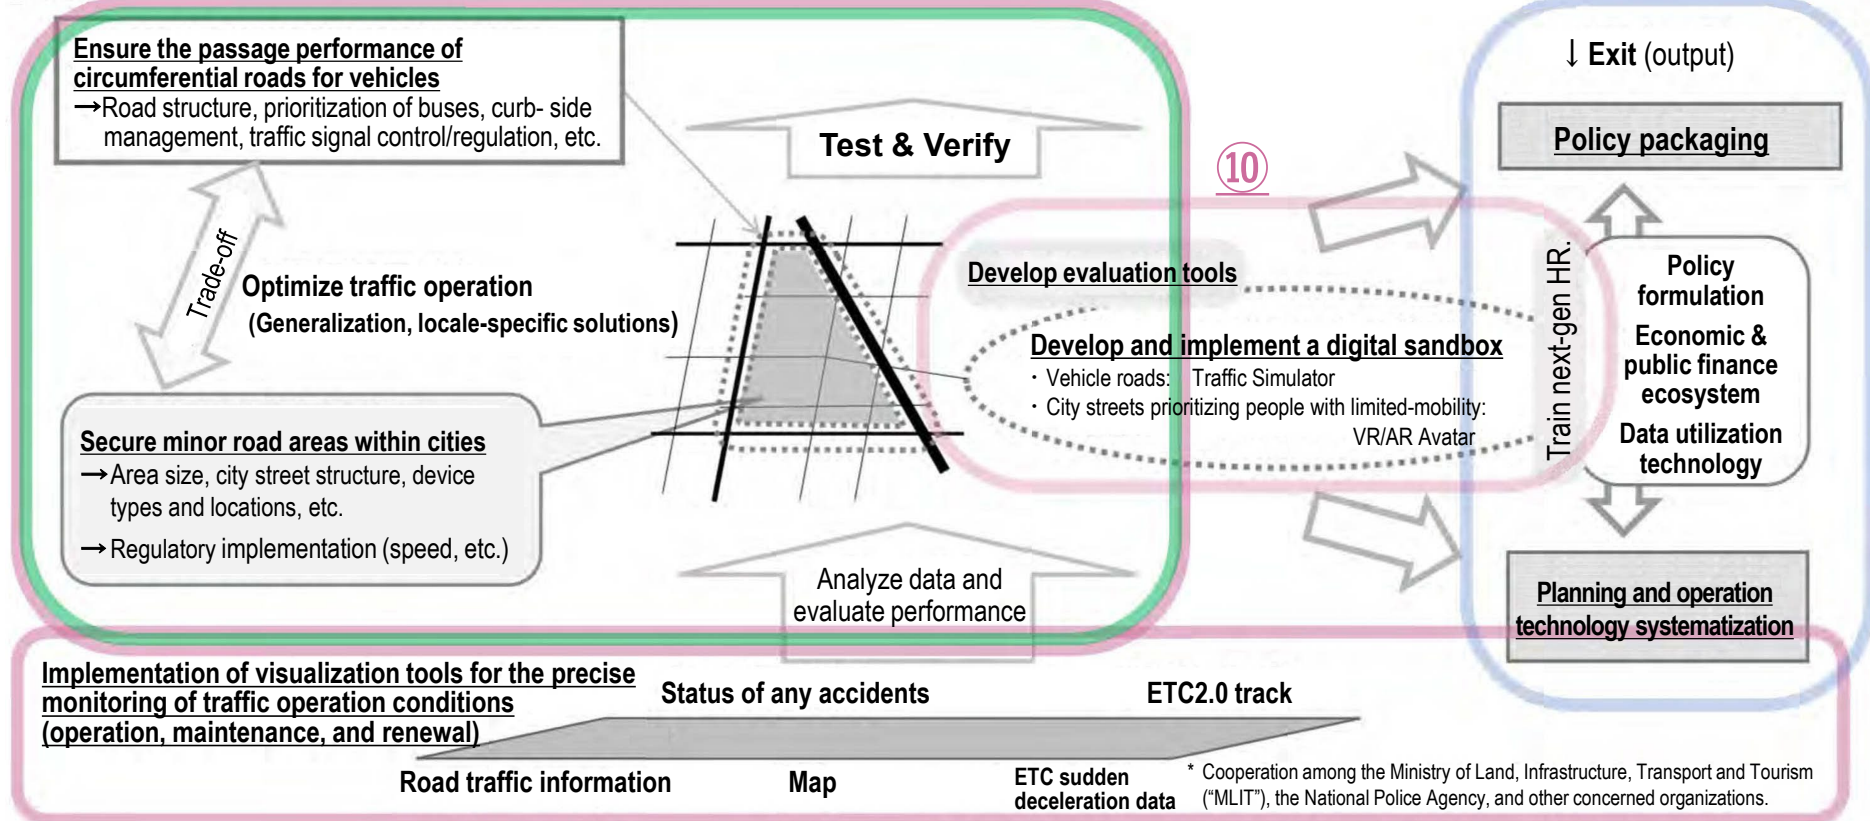 Ensure the passage performance of
circumferential roads for vehicles
→Road structure, prioritization of buses, curb- side
management, traffic signal control/regulation, etc.
Trade-off
Optimize traffic operation
(Generalization, locale-specific solutions)
Secure minor road areas within cities
→Area size, city street structure, device
types and locations, etc.
→Regulatory implementation (speed, etc.)
Test & Verify
Analyze data and
evaluate performance
⑩
Develop evaluation tools
Develop and implement a digital sandbox
・Vehicle roads: Traffic Simulator
・City streets prioritizing people with limited-mobility:
VR/AR Avatar
Train next-gen HR.
↓ Exit (output)
Policy packaging
Policy
formulation
Economic &
public finance
ecosystem
Data utilization
technology
Planning and operation
technology systematization
Implementation of visualization tools for the precise
monitoring of traffic operation conditions
(operation, maintenance, and renewal)
Status of any accidents
ETC2.0 track
Road traffic information
Map
ETC sudden
deceleration data
* Cooperation among the Ministry of Land, Infrastructure, Transport and Tourism
("MLIT"), the National Police Agency, and other concerned organizations.